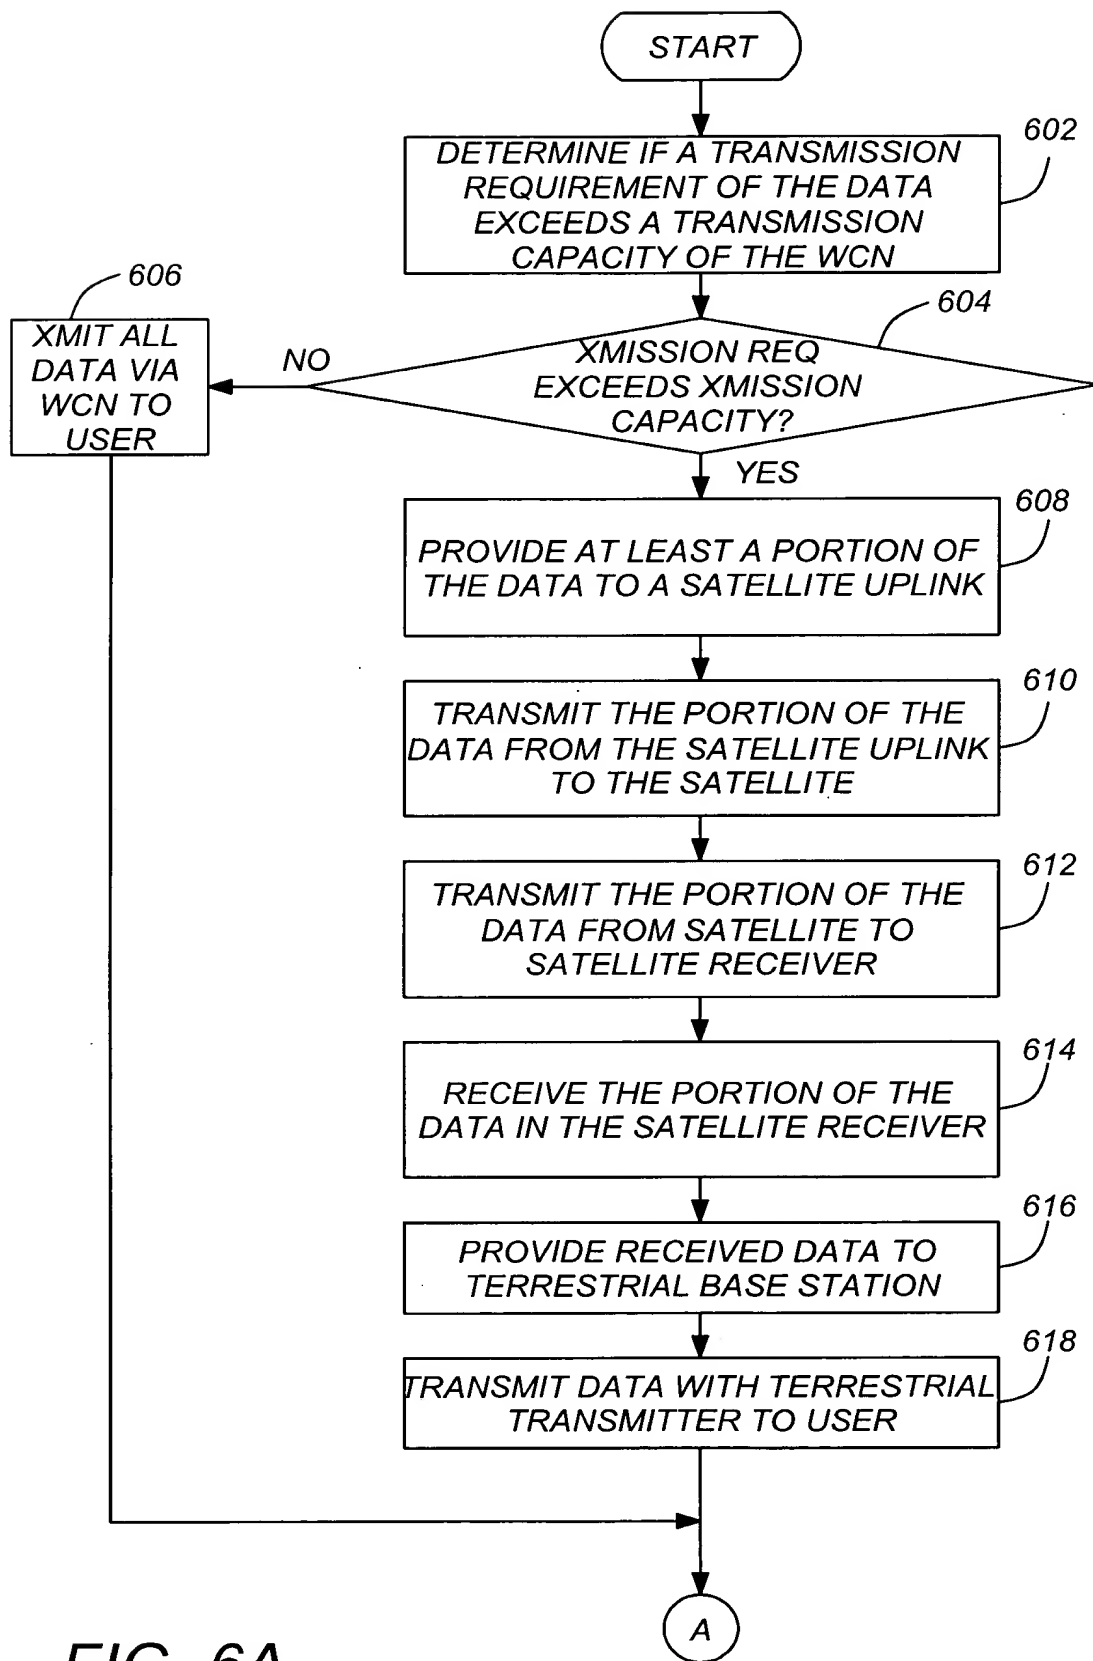 START
602
DETERMINE IF A TRANSMISSION
REQUIREMENT OF THE DATA
EXCEEDS A TRANSMISSION
CAPACITY OF THE WCN
606
604
XMIT ALL
DATA VIA
WCN TO
USER
NO
XMISSION REQ
EXCEEDS XMISSION
CAPACITY?
YES
608
PROVIDE AT LEAST A PORTION OF
THE DATA TO A SATELLITE UPLINK
610
TRANSMIT THE PORTION OF THE
DATA FROM THE SATELLITE UPLINK
TO THE SATELLITE
612
TRANSMIT THE PORTION OF THE
DATA FROM SATELLITE TO
SATELLITE RECEIVER
614
RECEIVE THE PORTION OF THE
DATA IN THE SATELLITE RECEIVER
616
PROVIDE RECEIVED DATA TO
TERRESTRIAL BASE STATION
618
TRANSMIT DATA WITH TERRESTRIAL
TRANSMITTER TO USER
A
FIG. 6A